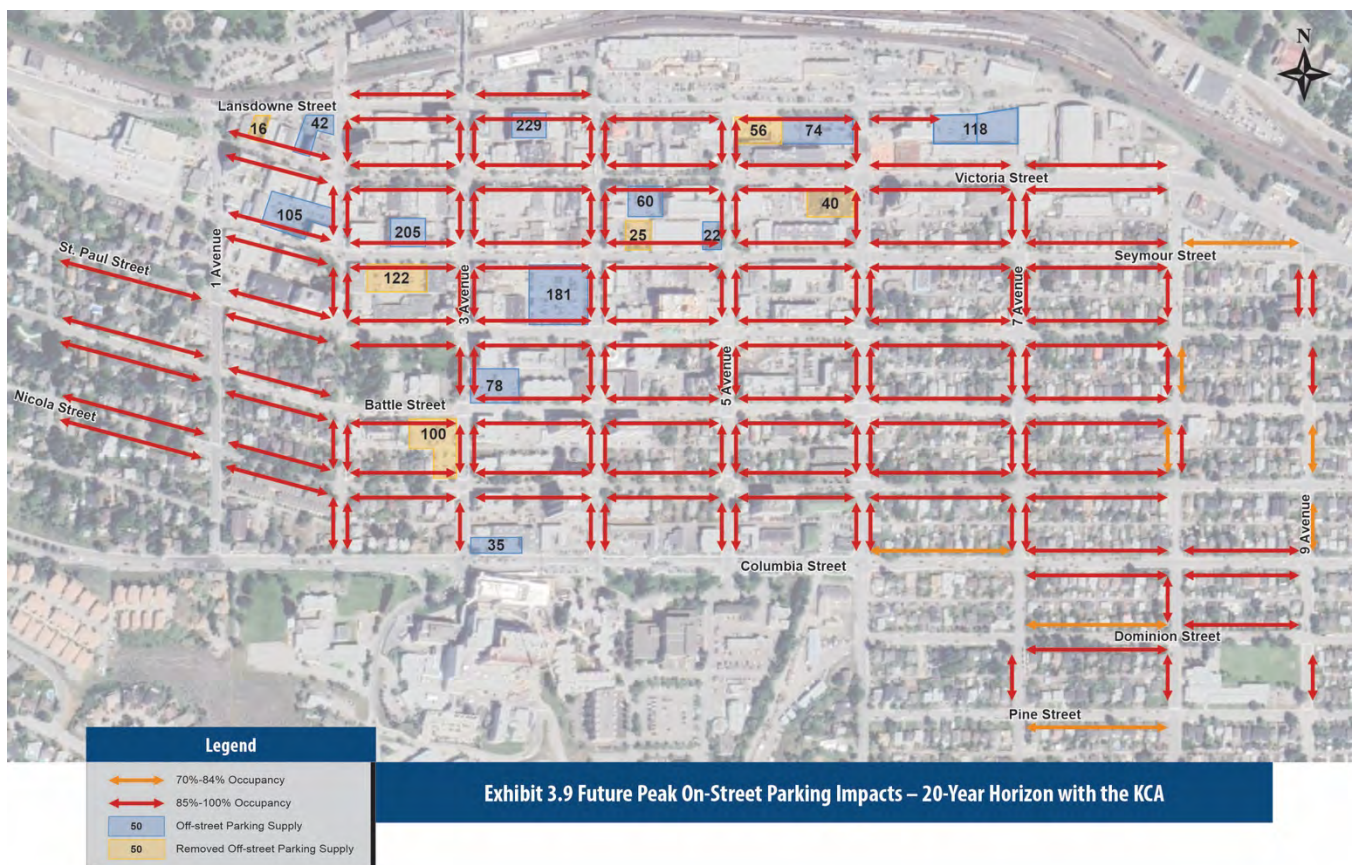 N
Lansdowne Street
16
42
229
56
74
118
Victoria Street
105
205
60
25
22
40
St. Paul Street
1 Avenue
Seymour Street
122
3 Avenue
181
7 Avenue
78
5 Avenue
Nicola Street
Battle Street
100
9 Avenue
35
Columbia Street
Dominion Street
Pine Street
Legend
70%-84% Occupancy
85%-100% Occupancy
50 Off-street Parking Supply
50 Removed Off-street Parking Supply
Exhibit 3.9 Future Peak On-Street Parking Impacts – 20-Year Horizon with the KCA